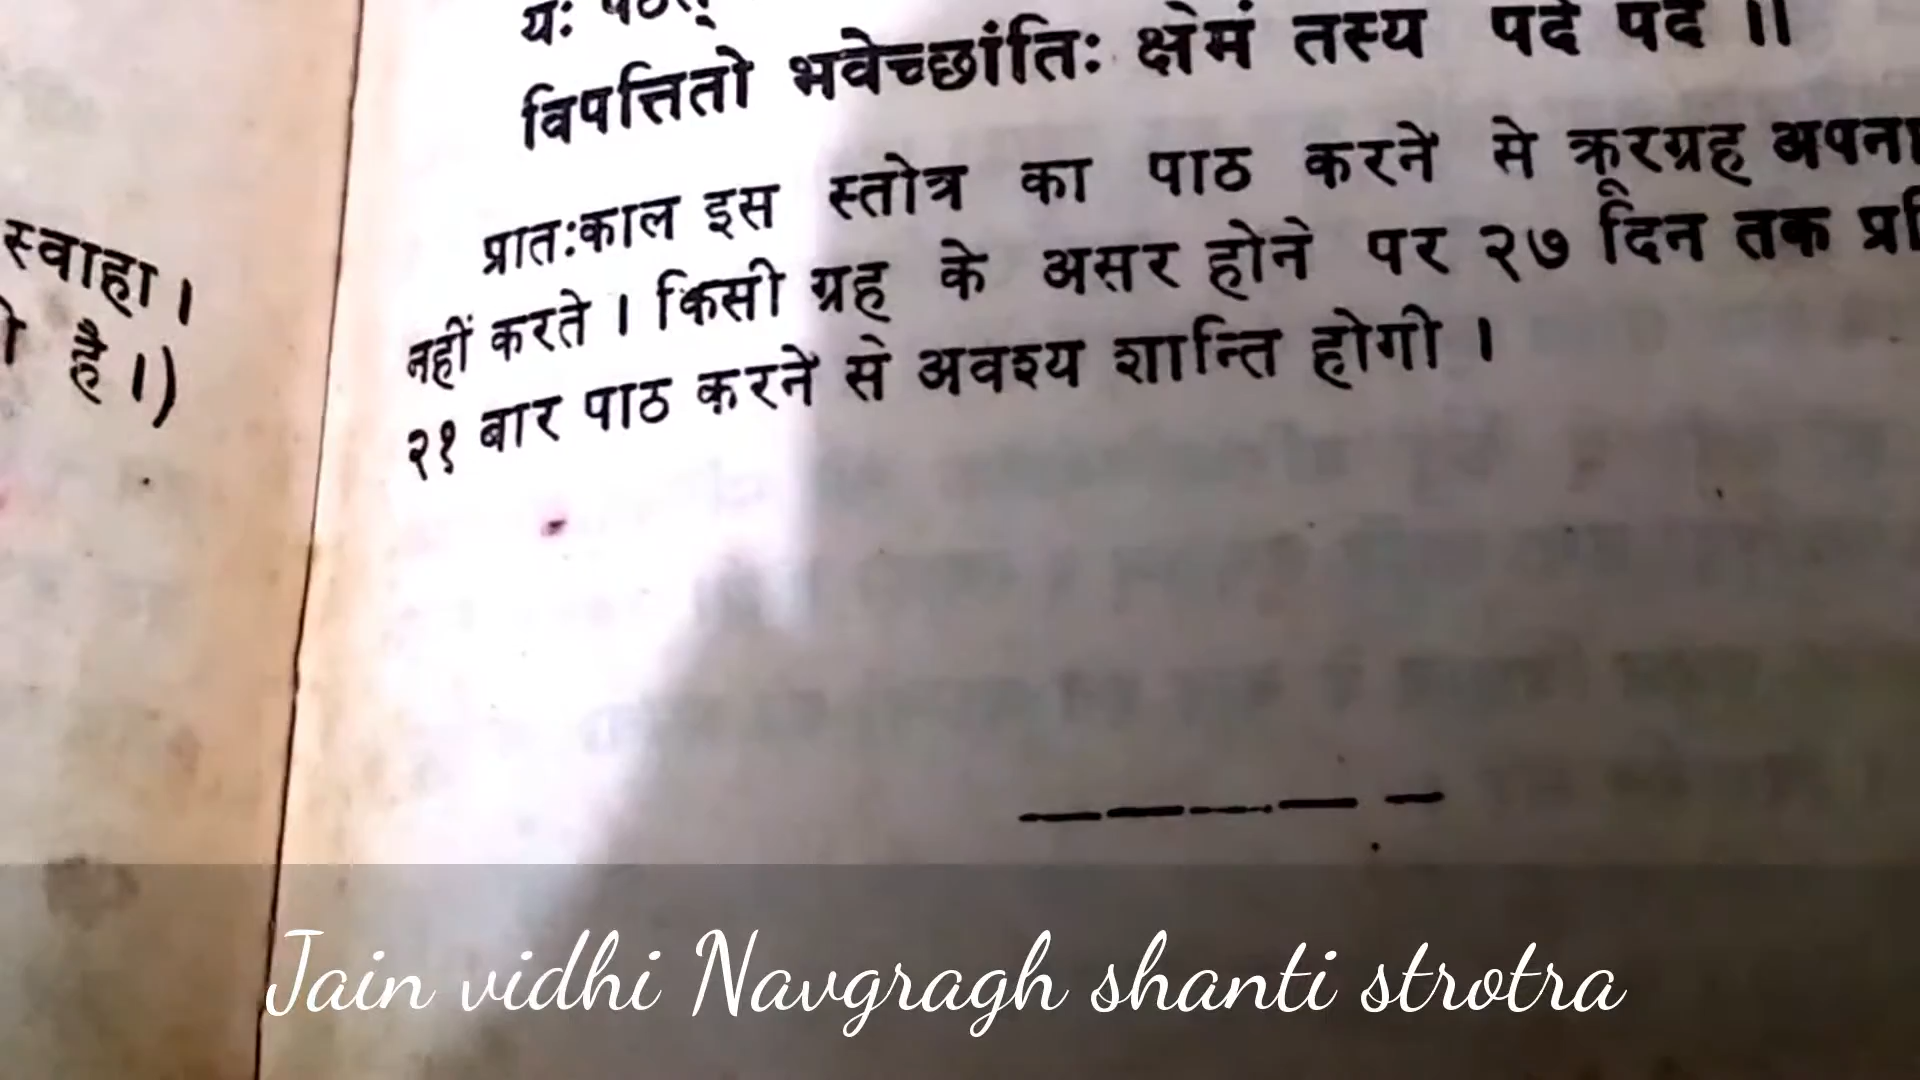 स्वाहा ।
है ।)
यः
विपत्तितो भवेच्छांतिः क्षेमं तस्य पदे पदे ॥
प्रातःकाल इस स्तोत्र का पाठ करने से क्रूरग्रह अपना
नहीं करते । किसी ग्रह के असर होने पर २७ दिन तक
२१ बार पाठ करने से अवश्य शान्ति होगी ।
Jain vidhi Navgragh shanti strotra